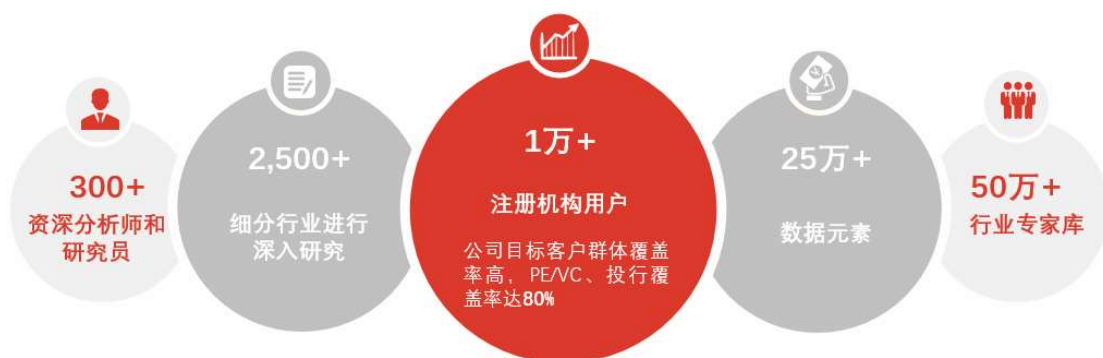 300+
资深分析师和
研究员
2,500+
细分行业进行
深入研究
1万+
注册机构用户
公司目标客户群体覆盖
率高，PE/VC、投行覆
盖率达80%
25万+
数据元素
50万+
行业专家库